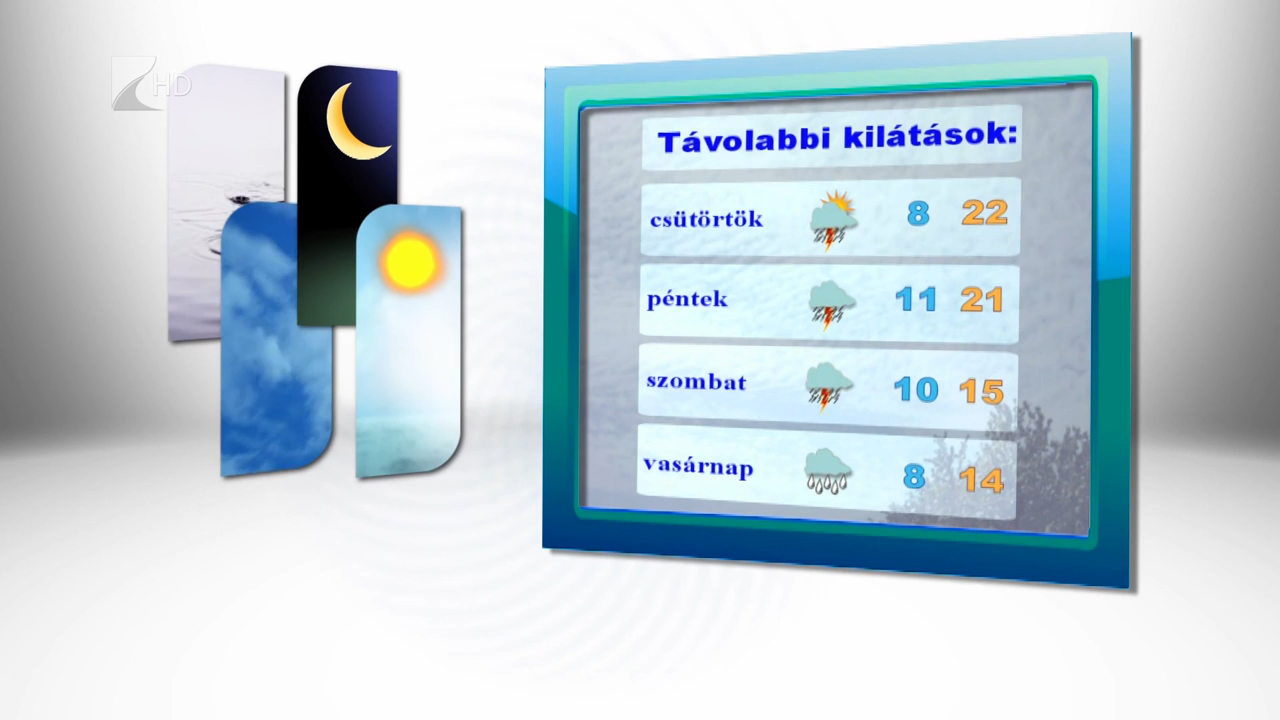 HD
Távolabbi kilátások:
csütörtök 8 22
péntek 11 21
szombat 10 15
vasárnap 8 14